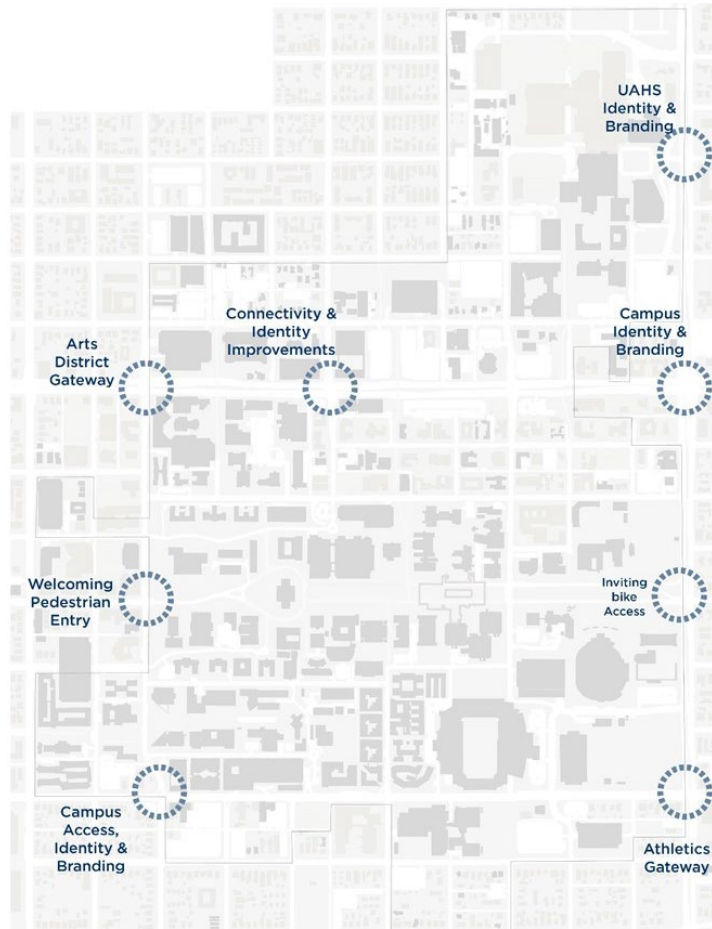 UAHS
Identity &
Branding
Connectivity &
Identity
Improvements
Campus
Identity &
Branding
Arts
District
Gateway
Welcoming
Pedestrian
Entry
Inviting
bike
Access
Campus
Access,
Identity &
Branding
Athletics
Gateway